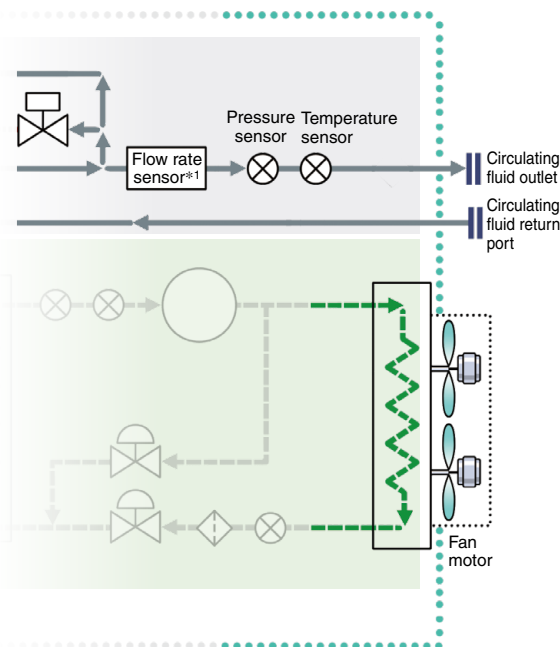 Pressure
sensor
Temperature
sensor
Flow rate
sensor*1
Circulating
fluid outlet
Circulating
fluid return
port
Fan
motor